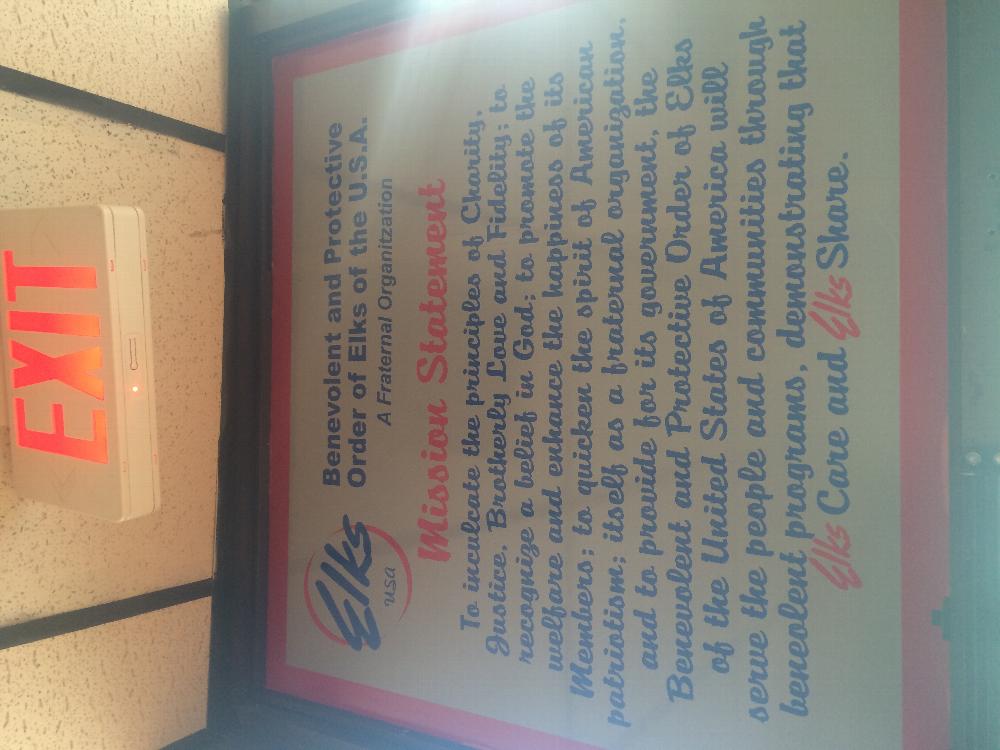 EXIT
Elks
USA
Benevolent and Protective
Order of Elks of the U.S.A.
A Fraternal Organitzation
Mission Statement
To inculcate the principles of Charity,
Justice, Brotherly Love and Fidelity; to
recognize a belief in God; to promote the
welfare and enhance the happiness of its
Members; to quicken the spirit of American
patriotism; itself as a fraternal organization,
and to provide for its government, the
Benevolent and Protective Order of Elks
of the United States of America will
serve the people and communities through
beneolent programs, demonstrating that
Elks Care and Elks Share.